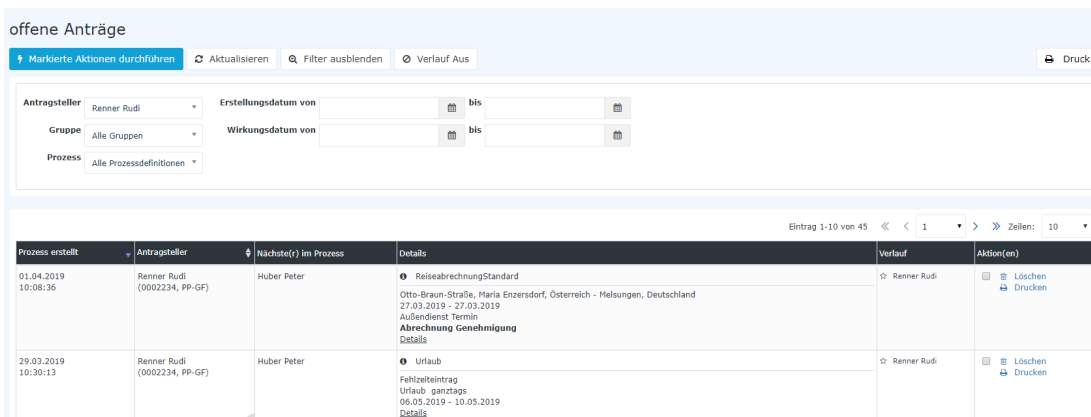 offene Anträge
Markierte Aktionen durchführen Aktualisieren Filter ausblenden Verlauf Aus Druck
Antragsteller Renner Rudi Erstellungsdatum von bis
Gruppe Alle Gruppen Wirkungsdatum von bis
Prozess Alle Prozessdefinitionen
Eintrag 1-10 von 45 1 Zeilen: 10
Prozess erstellt Antragsteller Nächste(r) im Prozess Details Verlauf Aktion(en)
01.04.2019 Renner Rudi Huber Peter ReiseabrechnungStandard Renner Rudi Löschen
10:08:36 (0002234, PP-GF) Drucken
Otto-Braun-Straße, Maria Enzersdorf, Österreich - Melsungen, Deutschland
27.03.2019 - 27.03.2019
Außendienst Termin
Abrechnung Genehmigung
Details
29.03.2019 Renner Rudi Huber Peter Urlaub Renner Rudi Löschen
10:30:13 (0002234, PP-GF) Drucken
Fehlzeiteintrag
Urlaub ganztags
06.05.2019 - 10.05.2019
Details